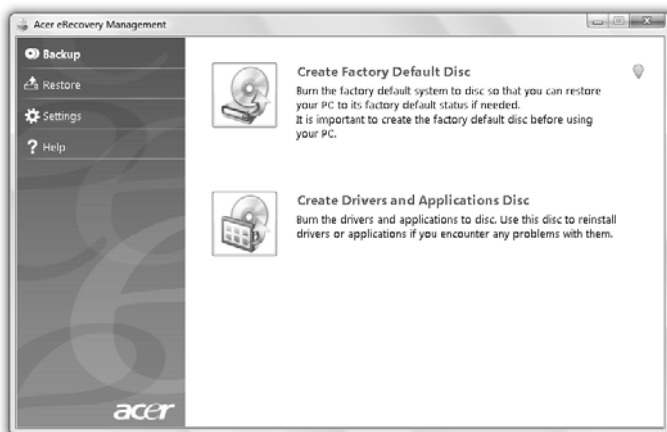 Acer eRecovery Management
Backup
Restore
Settings
? Help
Create Factory Default Disc
Burn the factory default system to disc so that you can restore
your PC to its factory default status if needed.
It is important to create the factory default disc before using
your PC.
Create Drivers and Applications Disc
Burn the drivers and applications to disc. Use this disc to reinstall
drivers or applications if you encounter any problems with them.
acer